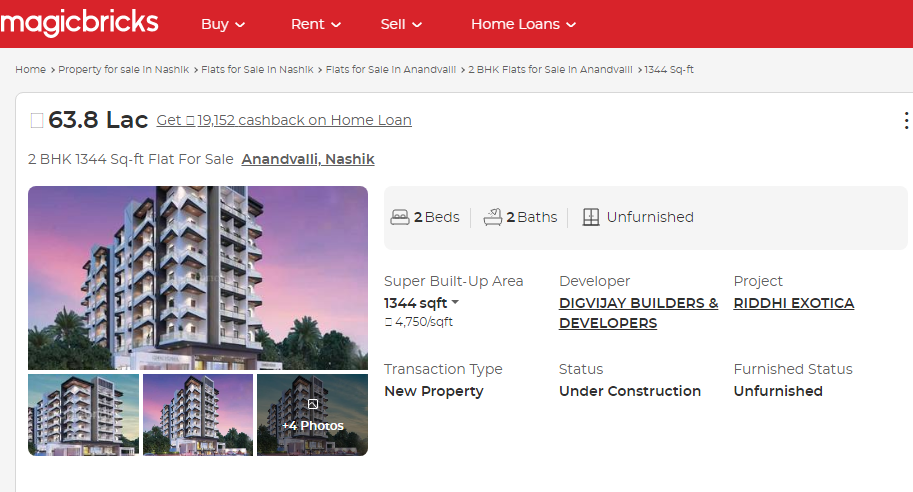 magicbricks
Buy Rent Sell Home Loans
Home > Property for sale in Nashik > Flats for Sale in Nashik > Flats for Sale in Anandvalli > 2 BHK Flats for Sale in Anandvalli > 1344 Sq-ft
63.8 Lac Get 19,152 cashback on Home Loan
2 BHK 1344 Sq-ft Flat For Sale Anandvalli, Nashik
2 Beds 2 Baths Unfurnished
Super Built-Up Area Developer Project
1344 sqft DIGVIJAY BUILDERS & RIDDHI EXOTICA
4,750/sqft DEVELOPERS
Transaction Type Status Furnished Status
New Property Under Construction Unfurnished
+4 Photos